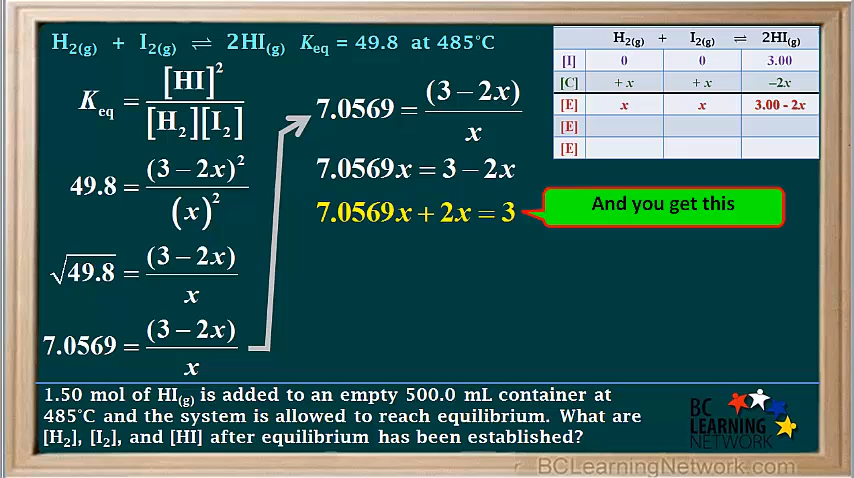 H₂(g) + I₂(g) ⇌ 2HI(g) Keq = 49.8 at 485°C
Keq = [HI]² / [H₂][I₂]
49.8 = (3 – 2x)² / (x)²
√49.8 = (3 – 2x) / x
7.0569 = (3 – 2x) / x
7.0569 = (3 – 2x) / x
7.0569x = 3 – 2x
7.0569x + 2x = 3
And you get this
H₂(g) + I₂(g) ⇌ 2HI(g)
[I] 0 0 3.00
[C] + x + x –2x
[E] x x 3.00 - 2x
[E]
[E]
1.50 mol of HI(g) is added to an empty 500.0 mL container at
485°C and the system is allowed to reach equilibrium. What are
[H₂], [I₂], and [HI] after equilibrium has been established?
BC
LEARNING
NETWORK
BCLearningNetwork.com